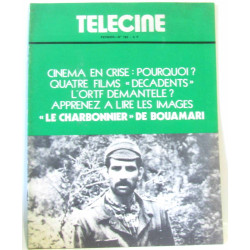 TELECINE
CINEMA EN CRISE : POURQUOI ?
QUATRE FILMS «DECADENTS»
L'ORTF DEMANTELE ?
APPRENEZ A LIRE LES IMAGES
«LE CHARBONNIER» DE BOUAMARI